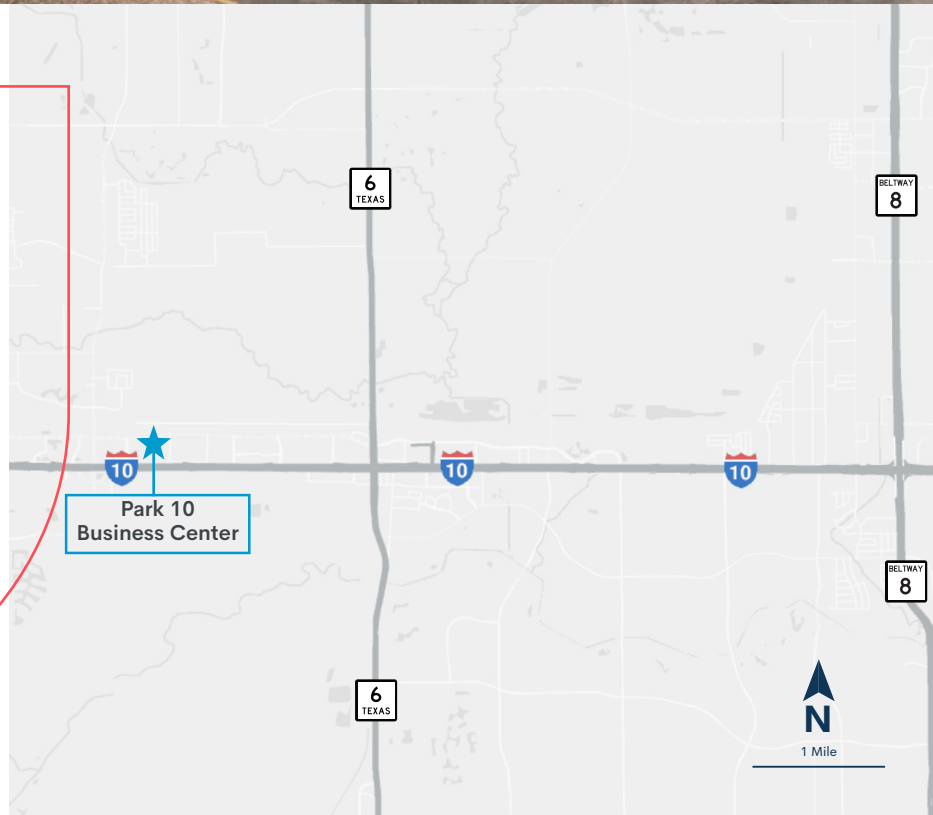 6
TEXAS
BELTWAY
8
10
10
10
Park 10
Business Center
BELTWAY
8
6
TEXAS
N
1 Mile